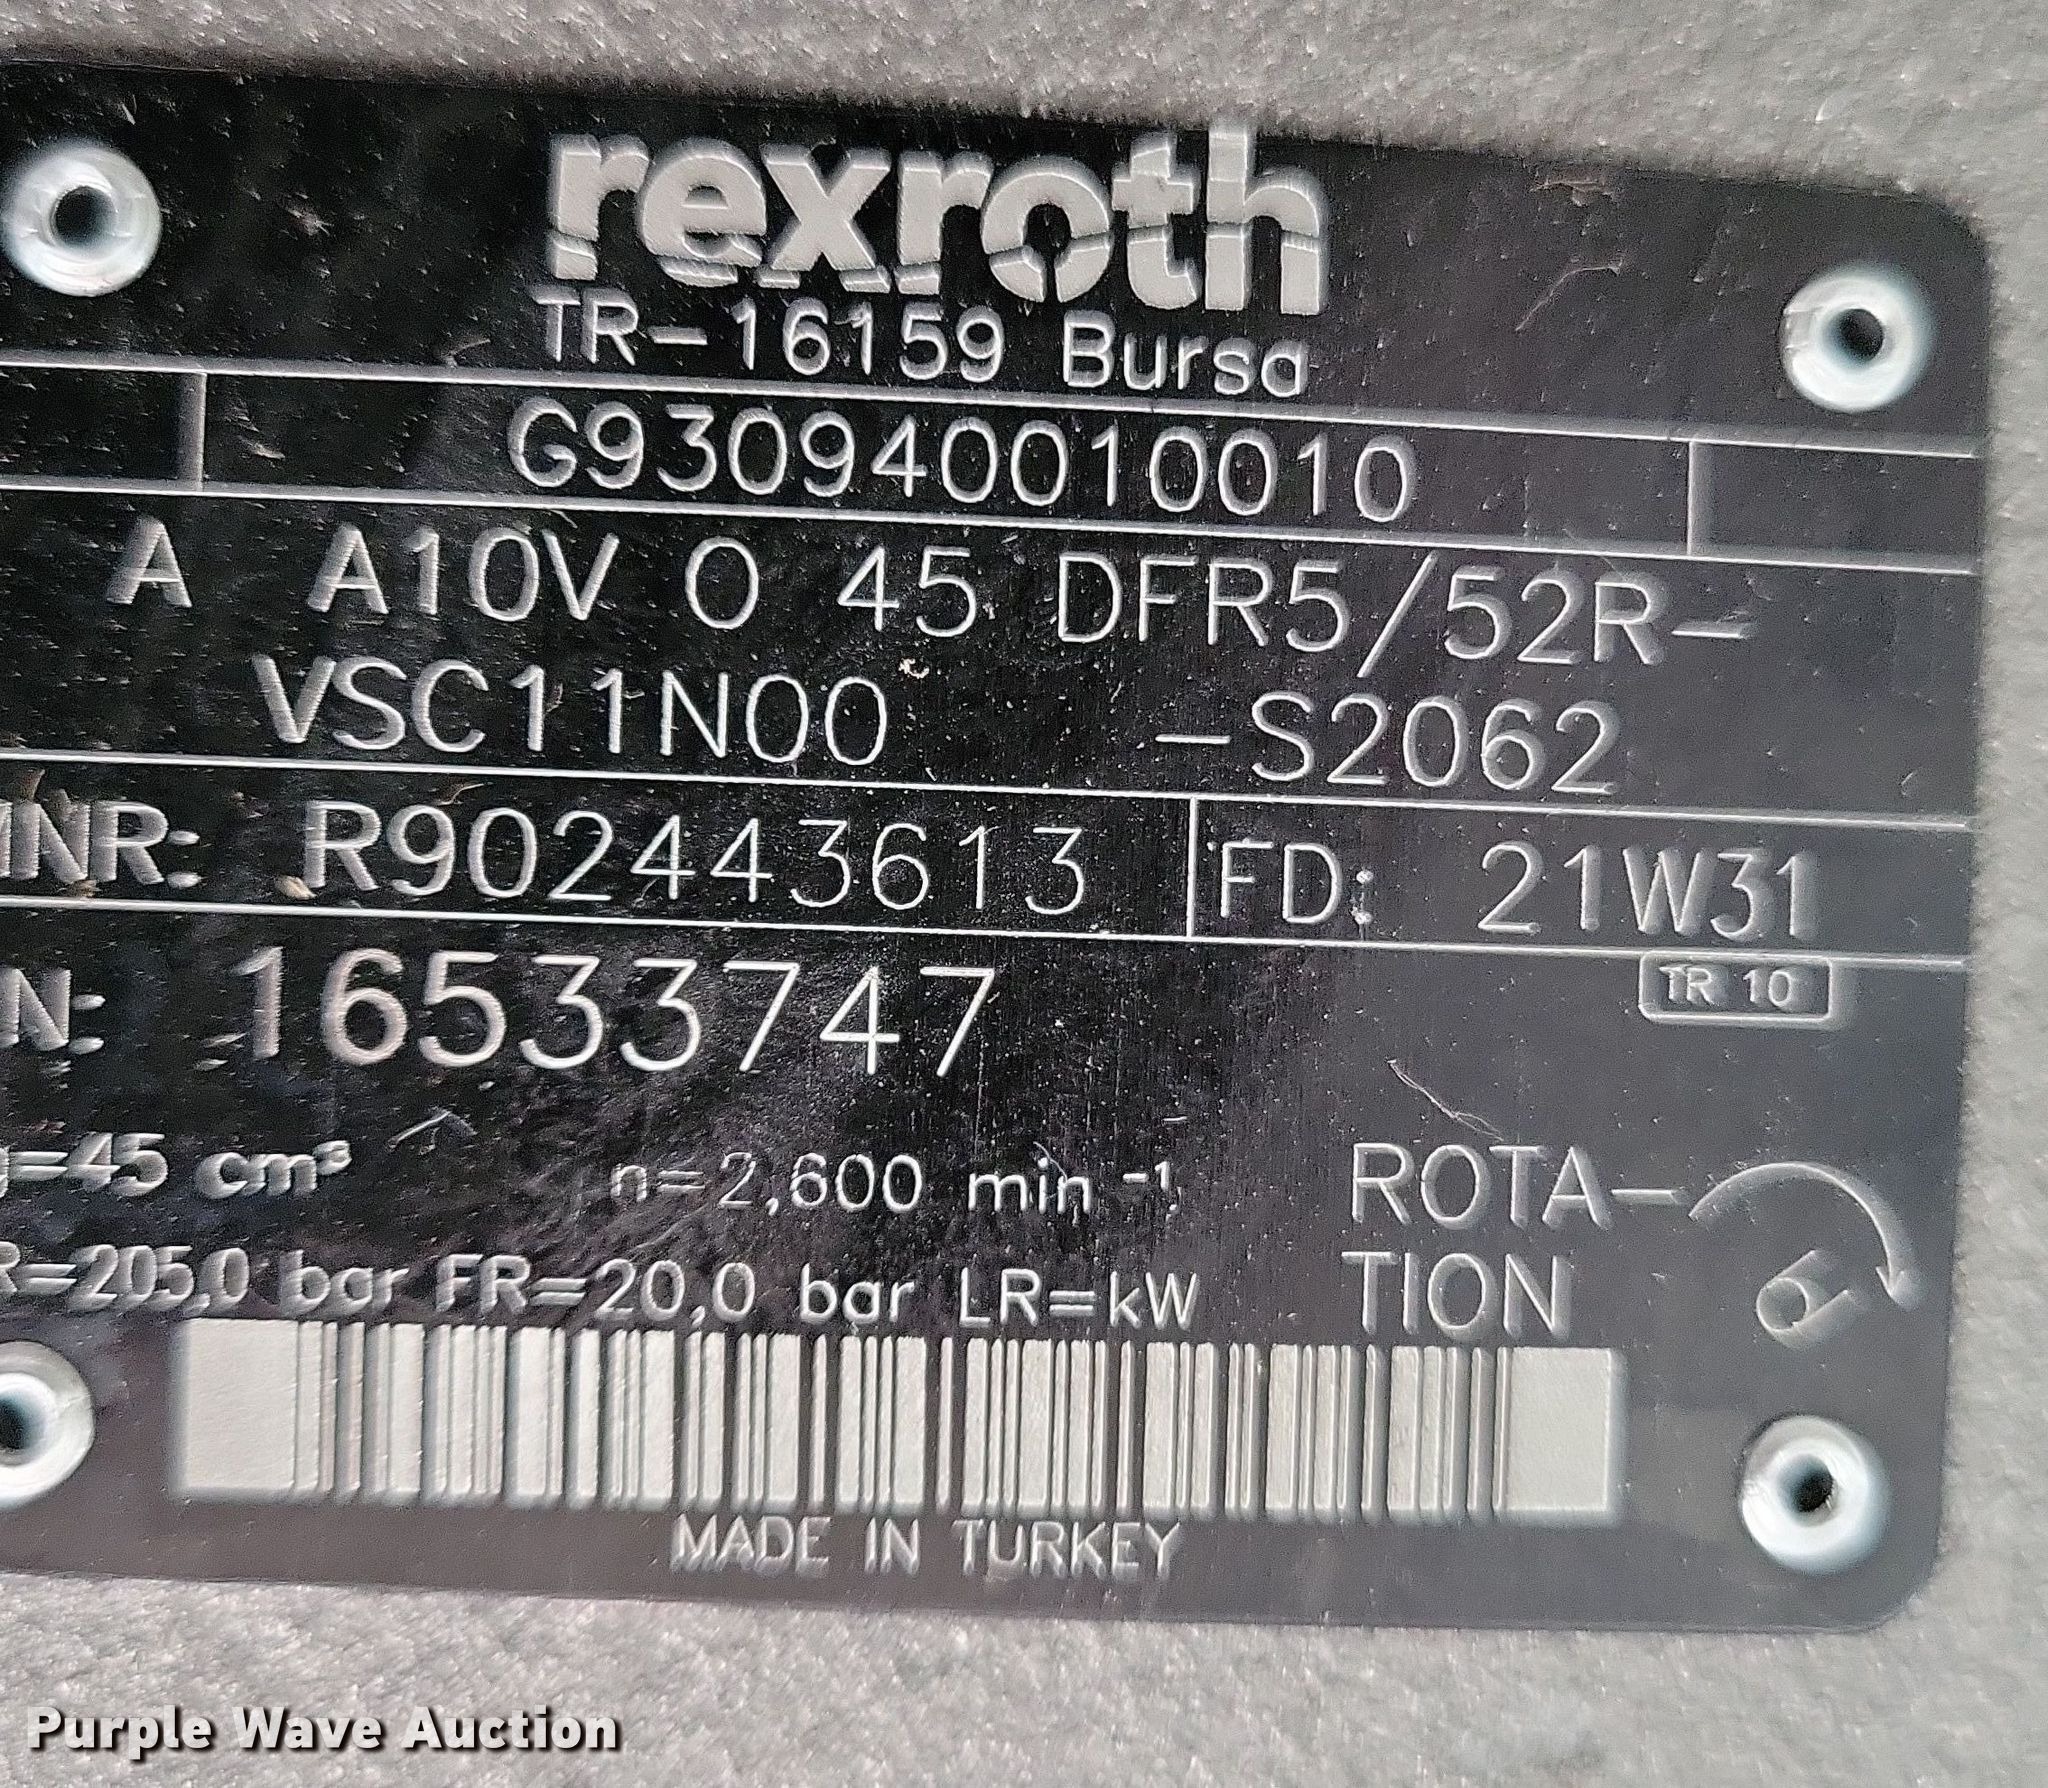 rexroth
TR-16159 Bursa
G930940010010
A A10V O 45 DFR5/52R-
VSC11N00 -S2062
MNR: R902443613 FD: 21W31
N: 16533747
TR 10
g=45 cm³ n=2,600 min⁻¹
ROTA-
TION
R=205,0 bar FR=20,0 bar LR=kW
MADE IN TURKEY
Purple Wave Auction